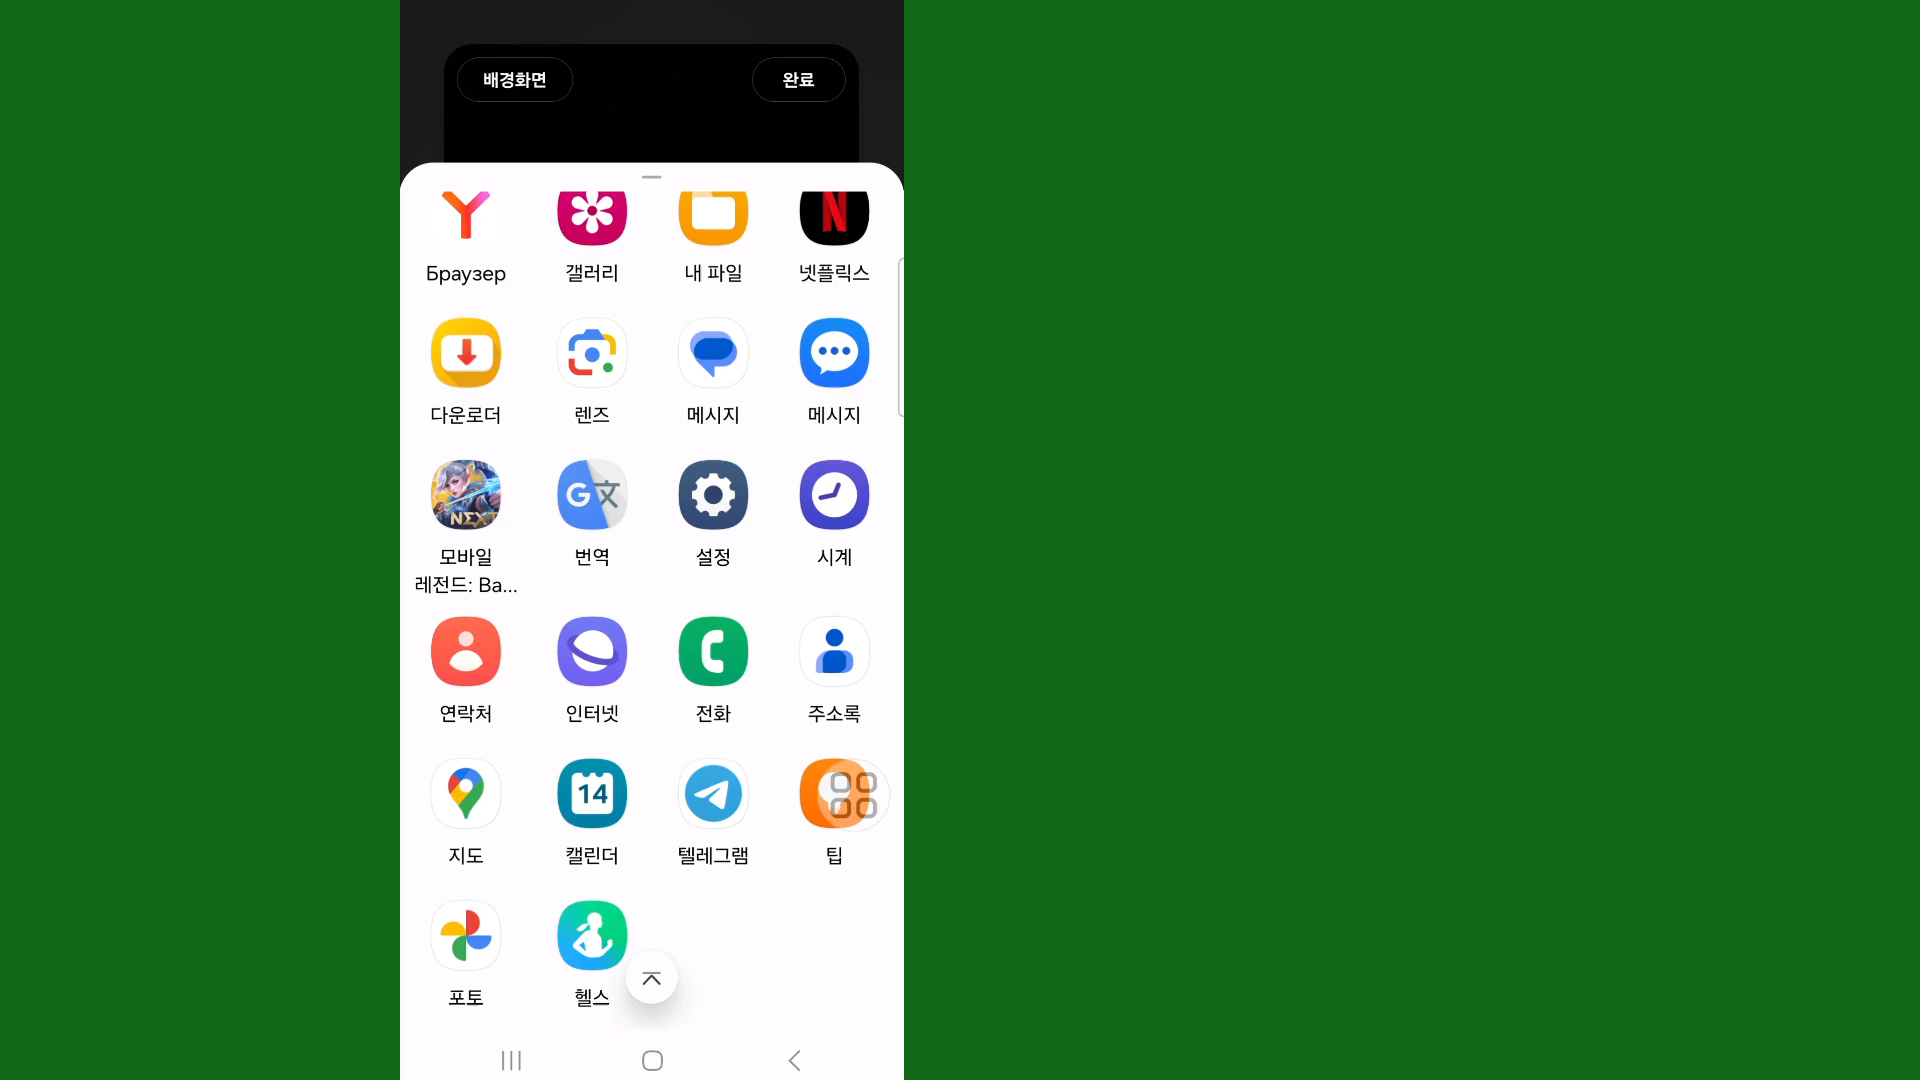 배경화면
완료
Браузер
갤러리
내 파일
넷플릭스
다운로더
렌즈
메시지
메시지
NEXT
G文
모바일
레전드: Ba...
번역
설정
시계
연락처
인터넷
전화
주소록
14
지도
캘린더
텔레그램
팁
포토
헬스